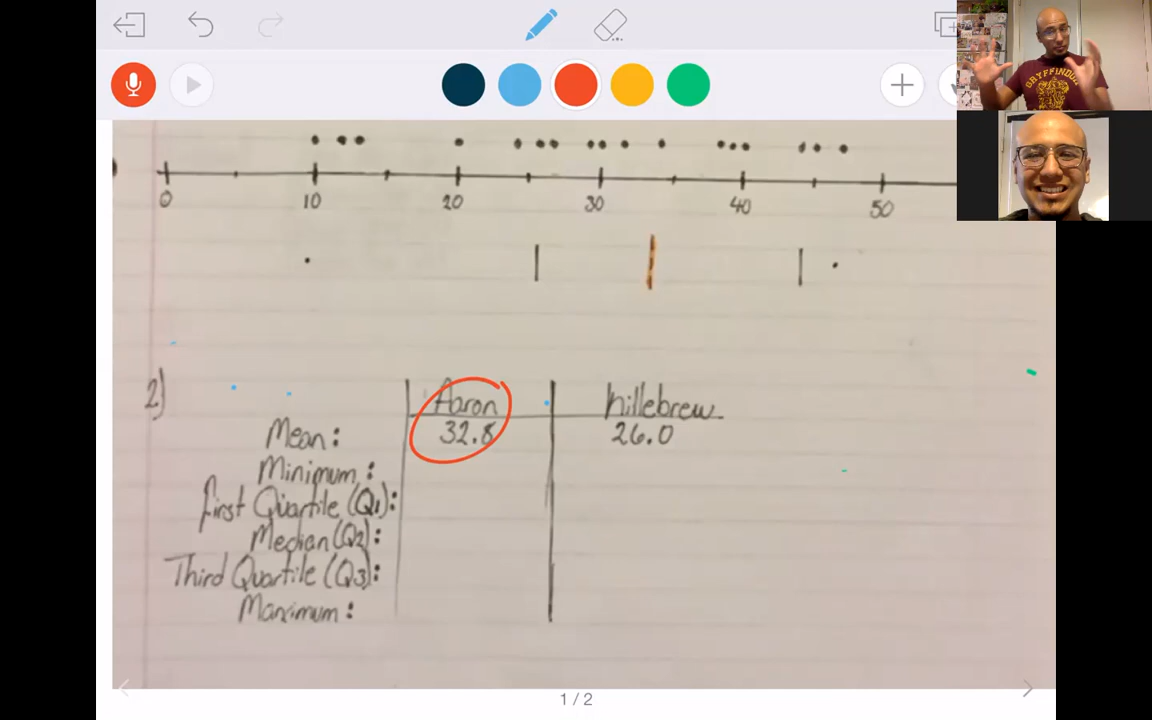 GRYFFINDOR
0 10 20 30 40 50
2)
Aaron hillebrew
Mean: 32.8 26.0
Minimum:
First Quartile (Q1):
Median (Q2):
Third Quartile (Q3):
Maximum:
1 / 2